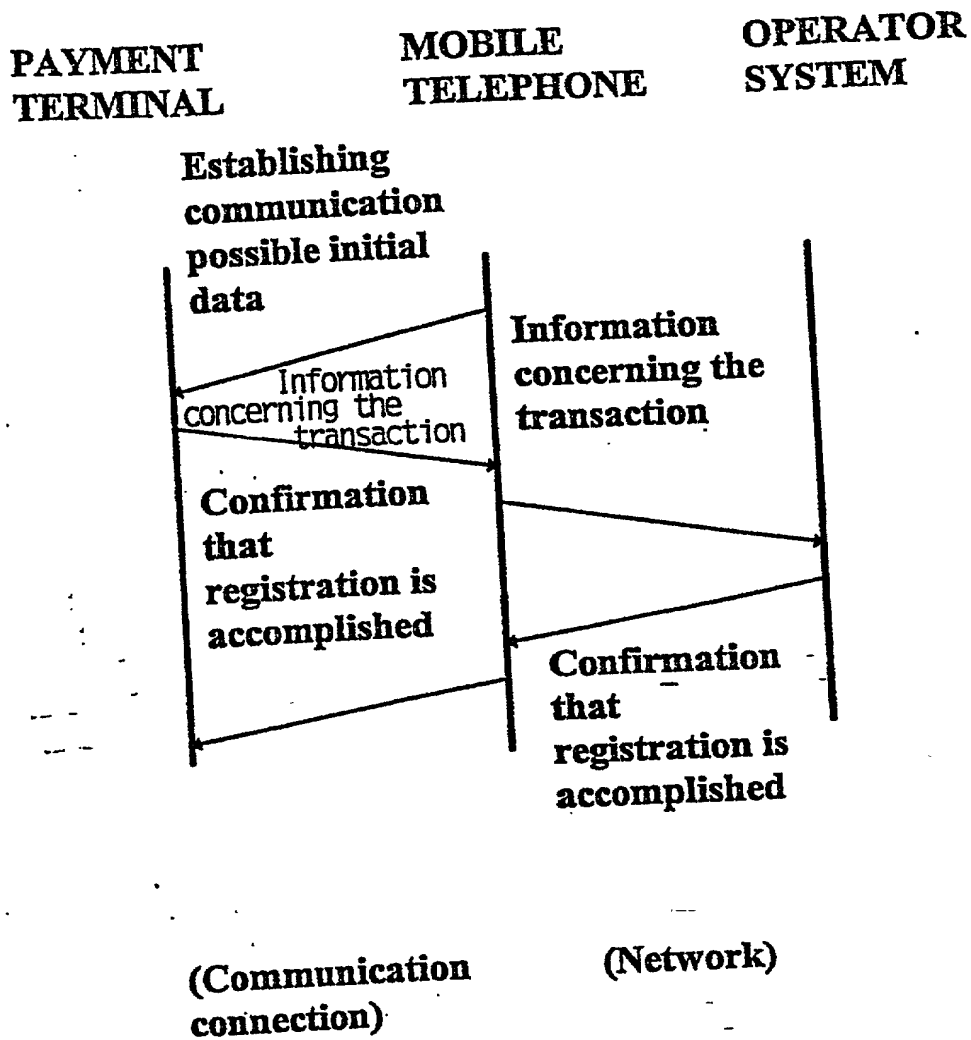 PAYMENT
TERMINAL
MOBILE
TELEPHONE
OPERATOR
SYSTEM
Establishing
communication
possible initial
data
Information
concerning the
transaction
Information
concerning the
transaction
Confirmation
that
registration is
accomplished
Confirmation
that
registration is
accomplished
(Communication
connection)
(Network)